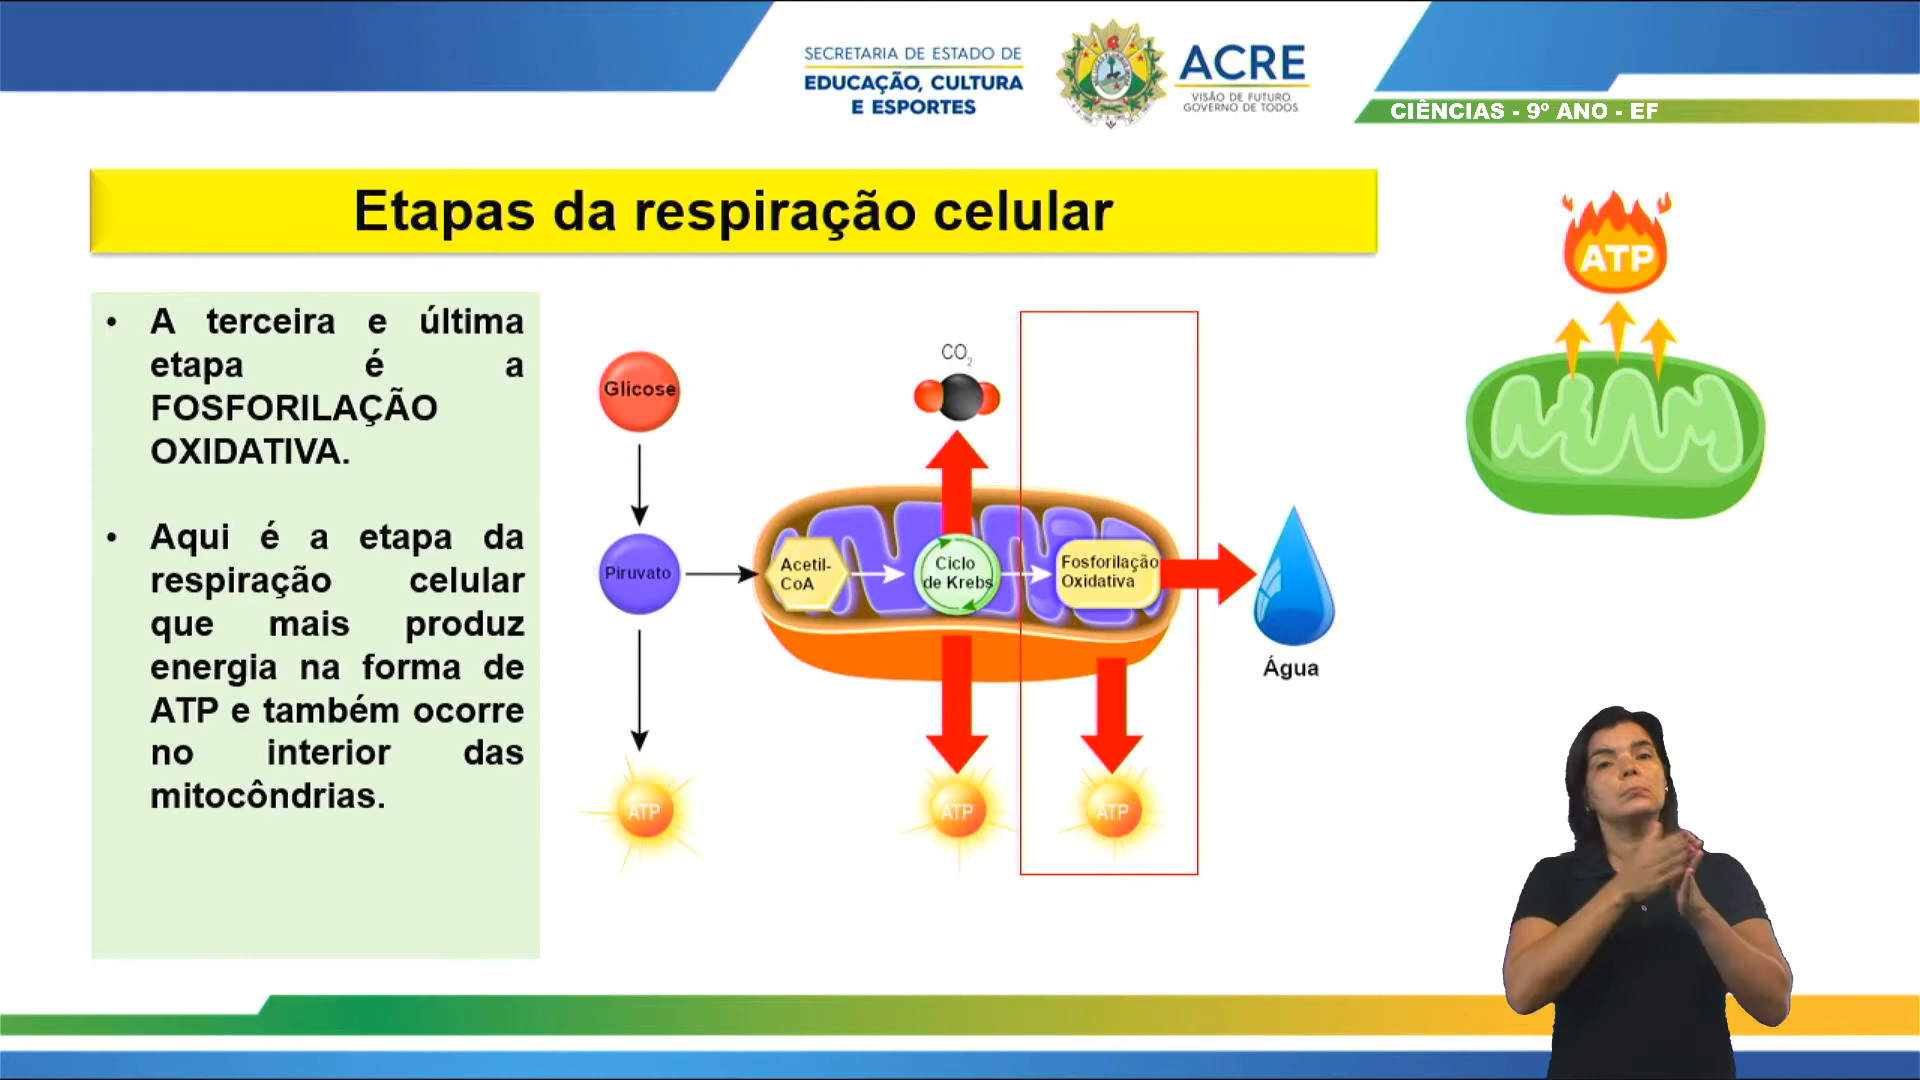 SECRETARIA DE ESTADO DE
EDUCAÇÃO, CULTURA
E ESPORTES
ACRE
VISÃO DE FUTURO
GOVERNO DE TODOS
CIÊNCIAS - 9º ANO - EF
Etapas da respiração celular
ATP
• A terceira e última
etapa é a
FOSFORILAÇÃO
OXIDATIVA.
• Aqui é a etapa da
respiração celular
que mais produz
energia na forma de
ATP e também ocorre
no interior das
mitocôndrias.
CO2
Glicose
Piruvato
Acetil-
CoA
Ciclo
de Krebs
Fosforilação
Oxidativa
Água
ATP
ATP
ATP